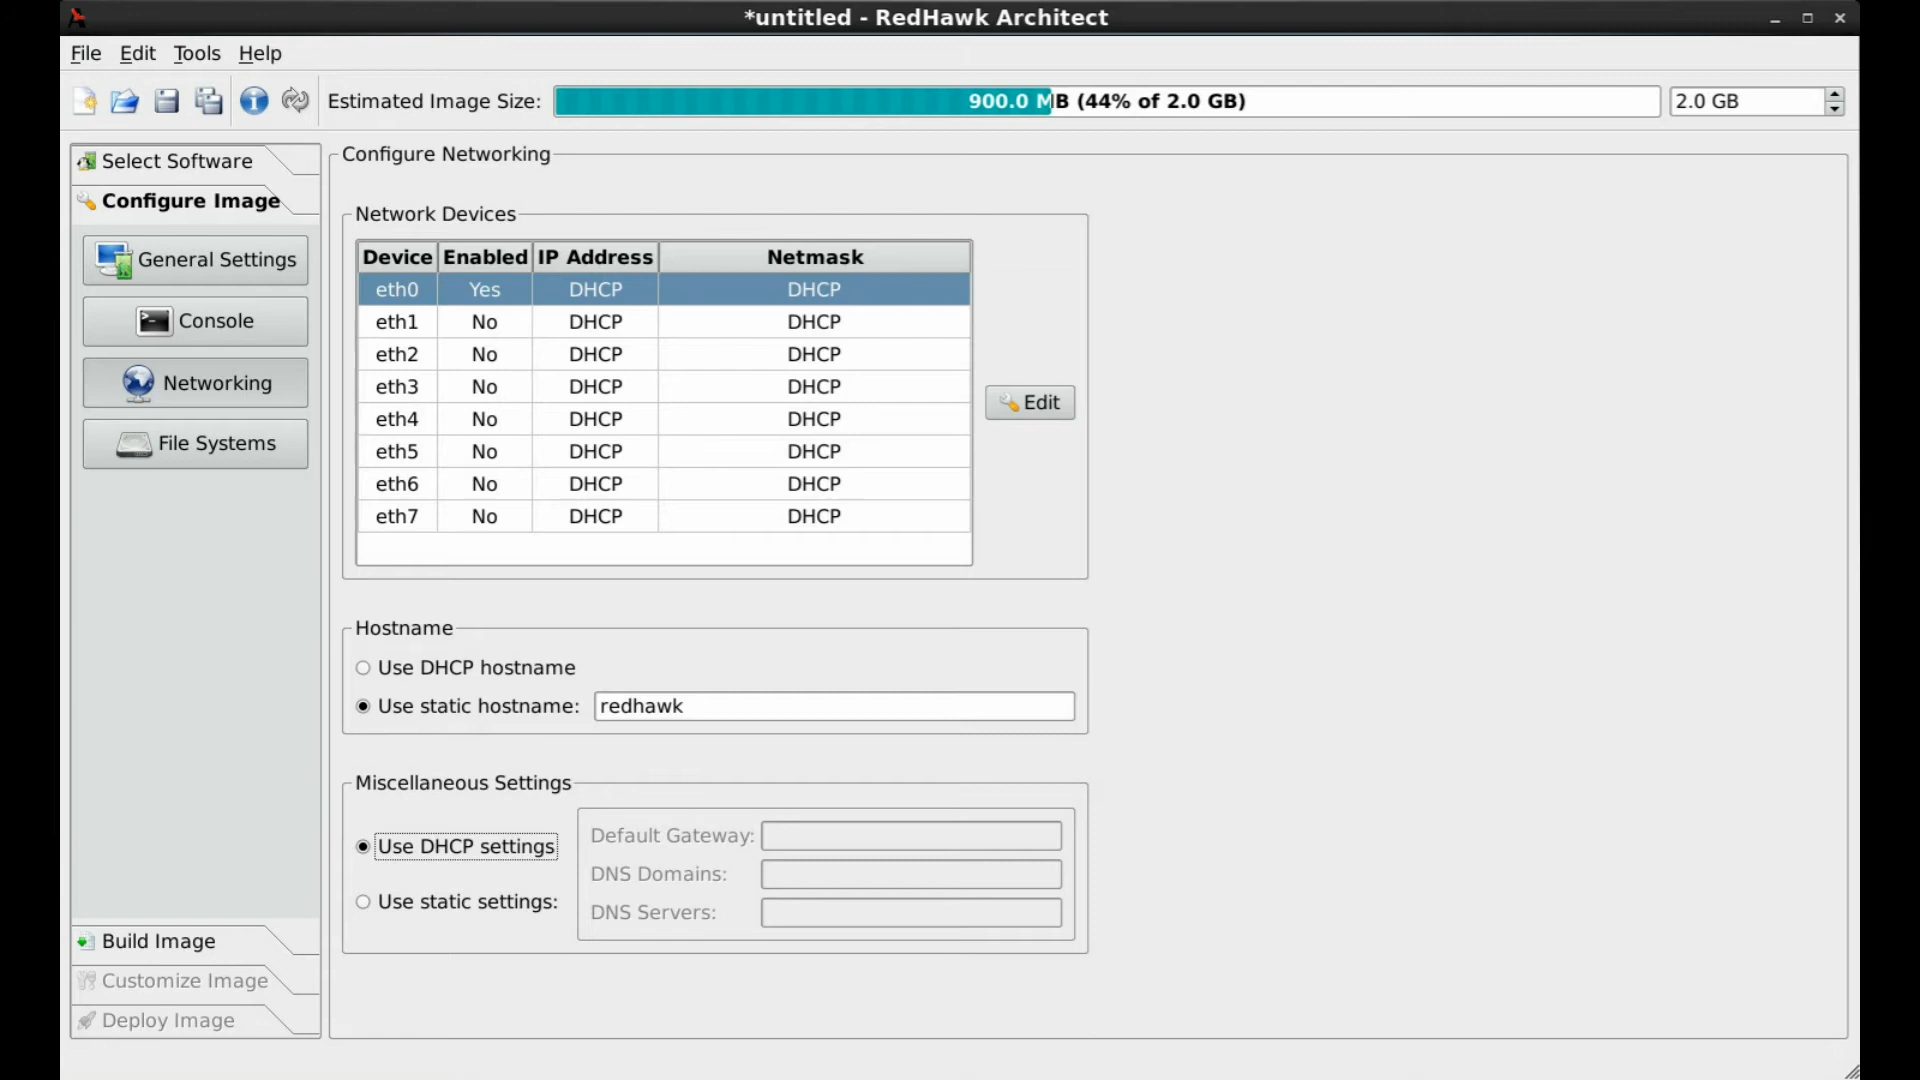 *untitled - RedHawk Architect
File Edit Tools Help
Estimated Image Size: 900.0 MB (44% of 2.0 GB) 2.0 GB
Select Software
Configure Image
General Settings
Console
Networking
File Systems
Build Image
Customize Image
Deploy Image
Configure Networking
Network Devices
Device Enabled IP Address Netmask
eth0 Yes DHCP DHCP
eth1 No DHCP DHCP
eth2 No DHCP DHCP
eth3 No DHCP DHCP
eth4 No DHCP DHCP
eth5 No DHCP DHCP
eth6 No DHCP DHCP
eth7 No DHCP DHCP
Edit
Hostname
Use DHCP hostname
Use static hostname: redhawk
Miscellaneous Settings
Use DHCP settings
Use static settings:
Default Gateway:
DNS Domains:
DNS Servers: